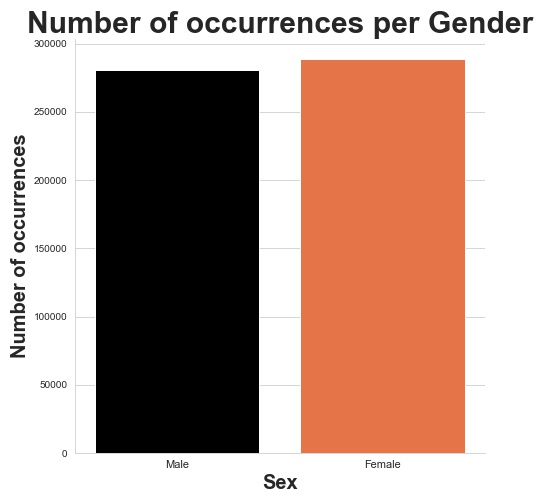 Number of occurrences per Gender
300000
250000
200000
150000
100000
50000
0
Number of occurrences
Male Female
Sex